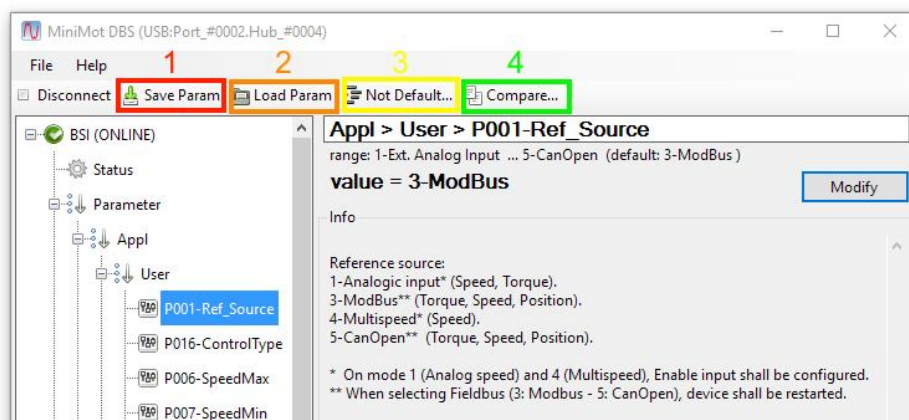 MiniMot DBS (USB:Port_#0002.Hub_#0004)
File Help 1 2 3 4
Disconnect Save Param Load Param Not Default... Compare...
BSI (ONLINE)
Status
Parameter
Appl
User
P001-Ref_Source
P016-ControlType
P006-SpeedMax
P007-SpeedMin
Appl > User > P001-Ref_Source
range: 1-Ext. Analog Input ... 5-CanOpen (default: 3-ModBus )
value = 3-ModBus
Modify
Info
Reference source:
1-Analogic input* (Speed, Torque).
3-ModBus** (Torque, Speed, Position).
4-Multispeed* (Speed).
5-CanOpen** (Torque, Speed, Position).
* On mode 1 (Analog speed) and 4 (Multispeed), Enable input shall be configured.
** When selecting Fieldbus (3: Modbus - 5: CanOpen), device shall be restarted.